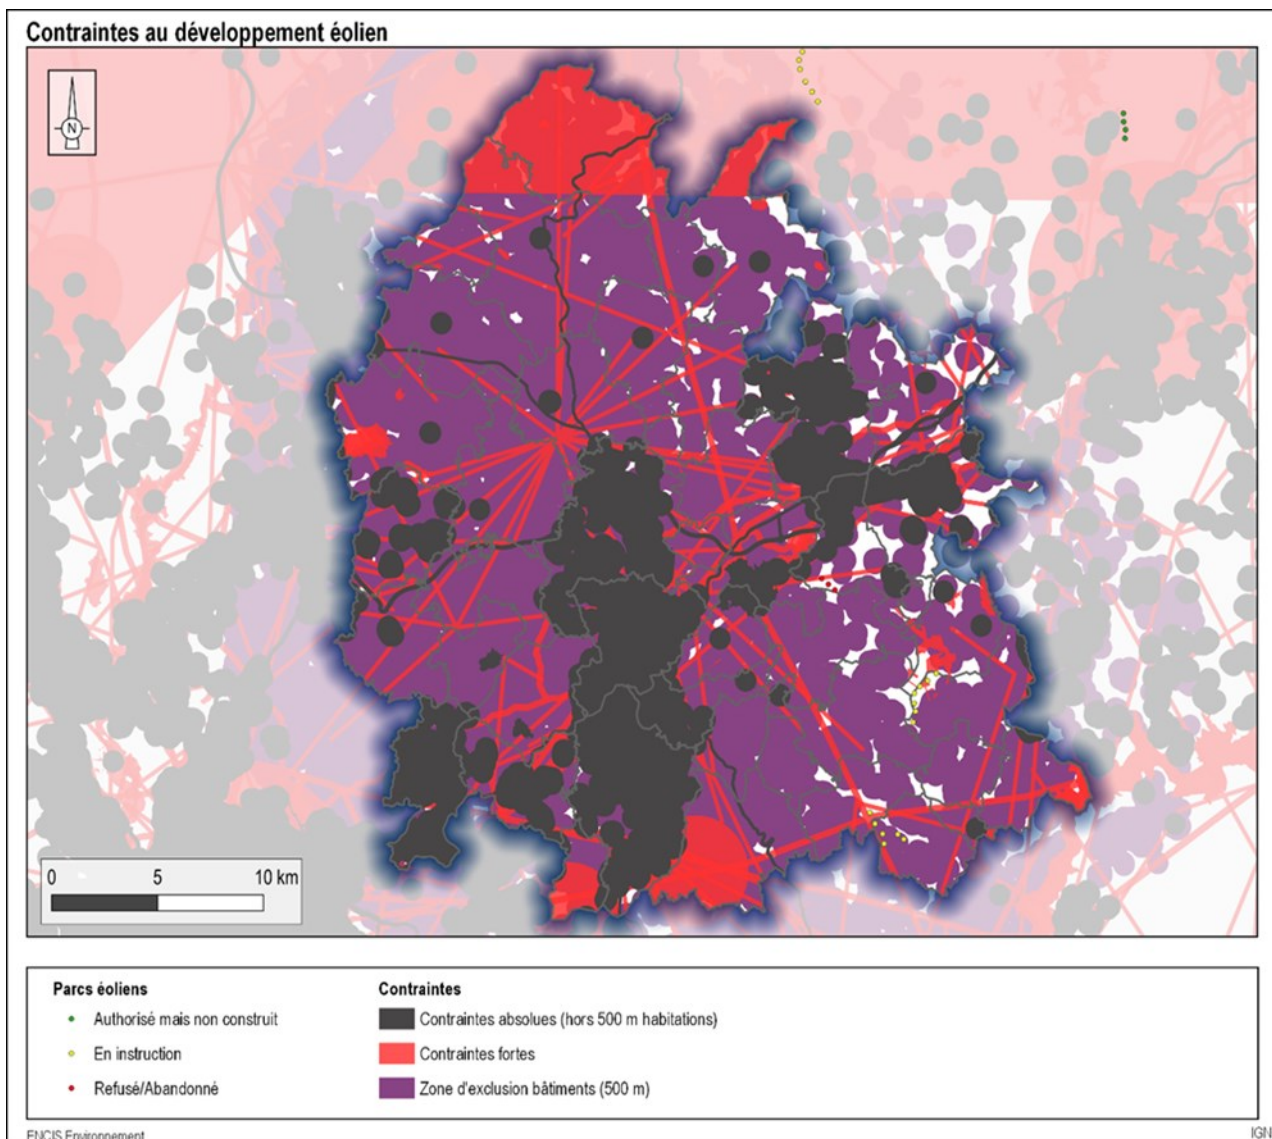 Contraintes au développement éolien
N
0 5 10 km
Parcs éoliens
Authorisé mais non construit
En instruction
Refusé/Abandonné
Contraintes
Contraintes absolues (hors 500 m habitations)
Contraintes fortes
Zone d'exclusion bâtiments (500 m)
ENCIS Environnement
IGN